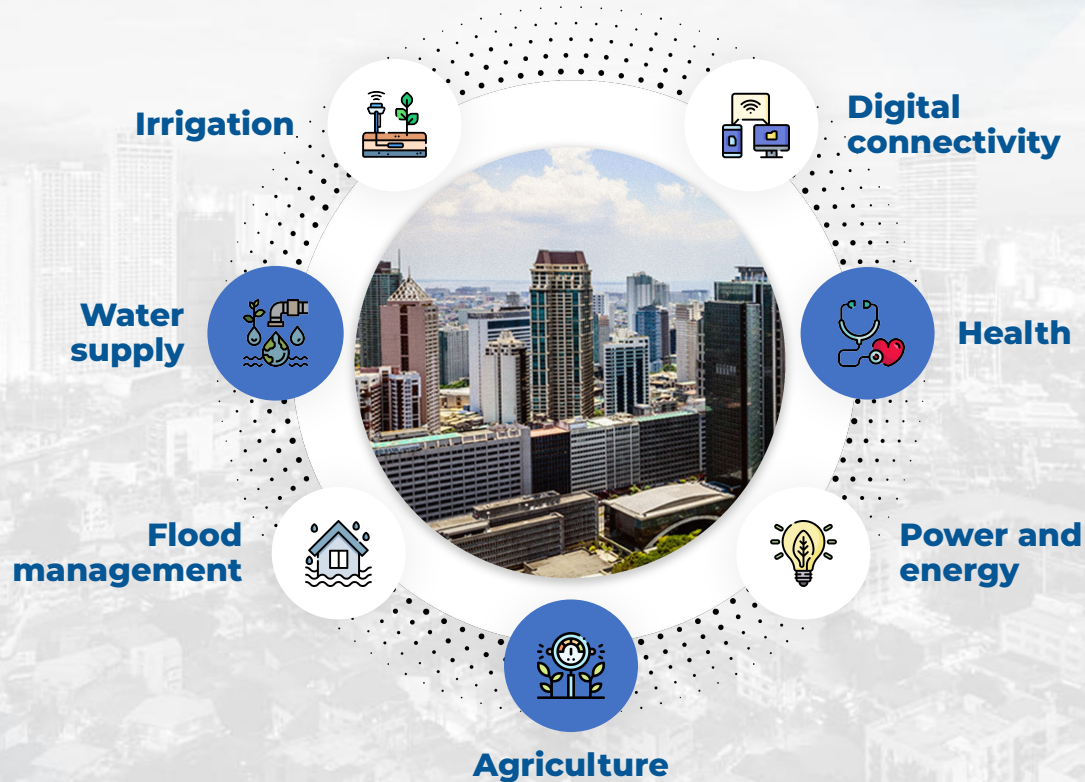 Irrigation
Digital
connectivity
Water
supply
Health
Flood
management
Power and
energy
Agriculture